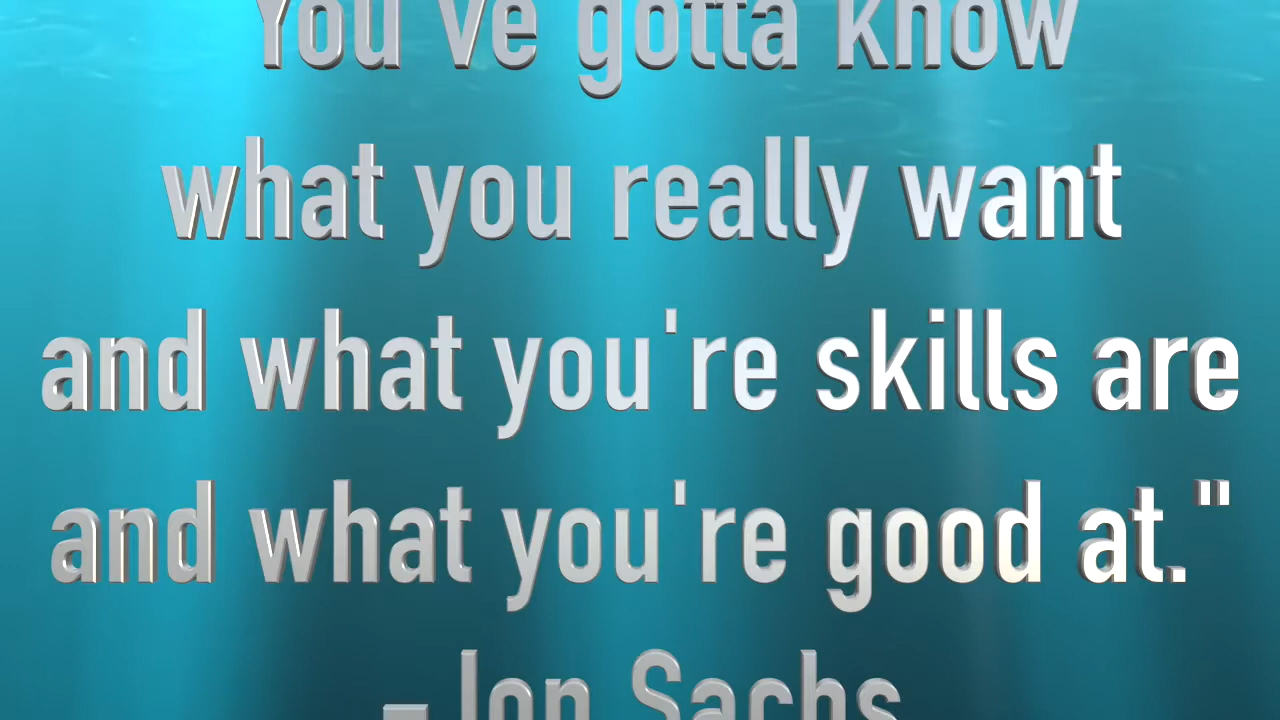 You've gotta know
what you really want
and what you're skills are
and what you're good at."
- Jon Sachs